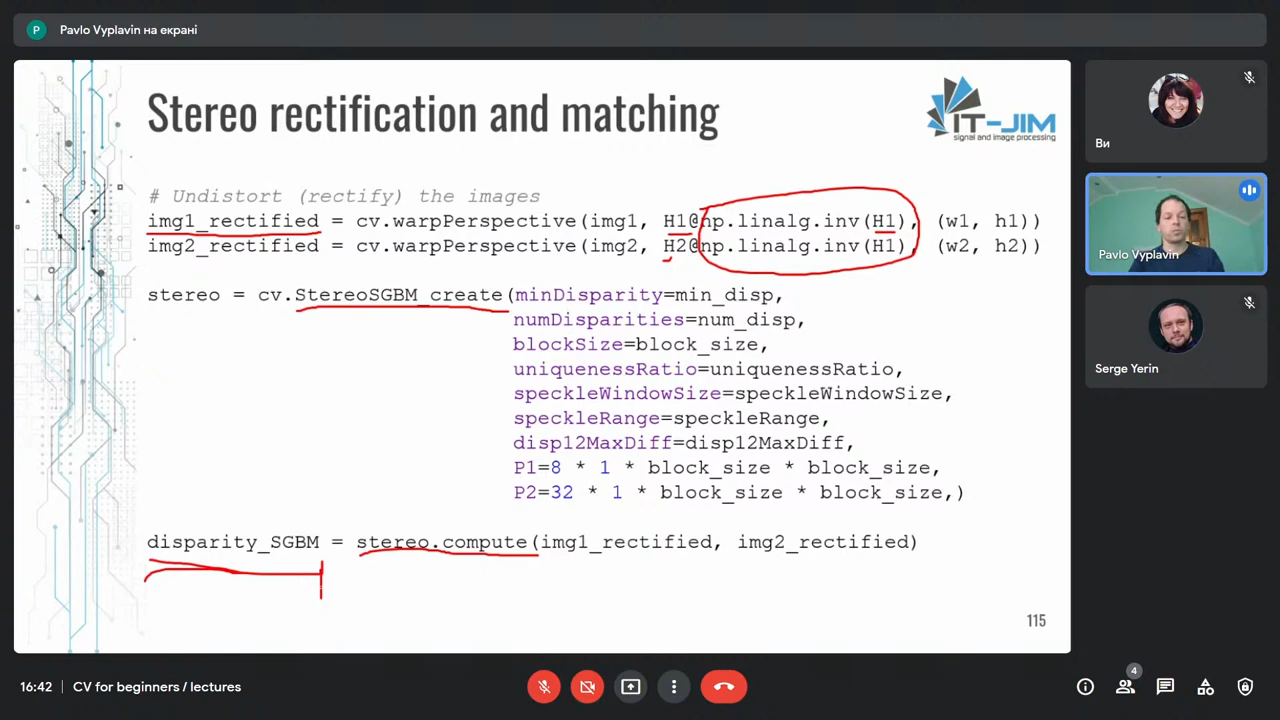 P Pavlo Vyplavin на екрані
Stereo rectification and matching
IT-JIM
signal and image processing
# Undistort (rectify) the images
img1_rectified = cv.warpPerspective(img1, H1@np.linalg.inv(H1), (w1, h1))
img2_rectified = cv.warpPerspective(img2, H2@np.linalg.inv(H1), (w2, h2))
stereo = cv.StereoSGBM_create(minDisparity=min_disp,
numDisparities=num_disp,
blockSize=block_size,
uniquenessRatio=uniquenessRatio,
speckleWindowSize=speckleWindowSize,
speckleRange=speckleRange,
disp12MaxDiff=disp12MaxDiff,
P1=8 * 1 * block_size * block_size,
P2=32 * 1 * block_size * block_size,)
disparity_SGBM = stereo.compute(img1_rectified, img2_rectified)
115
Ви
Pavlo Vyplavin
Serge Yerin
16:42 | CV for beginners / lectures
4